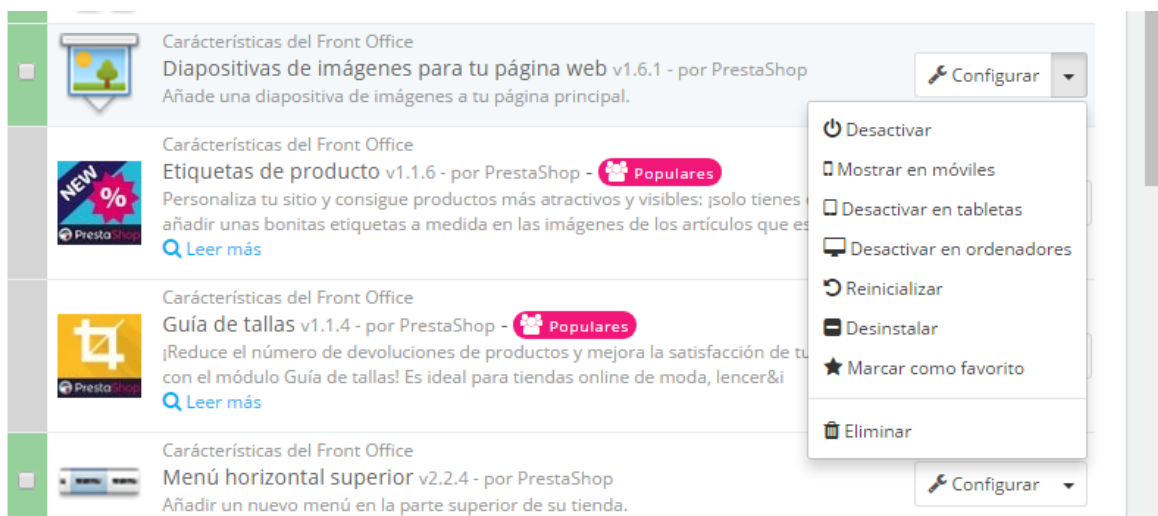 Carácterísticas del Front Office
Diapositivas de imágenes para tu página web v1.6.1 - por PrestaShop
Añade una diapositiva de imágenes a tu página principal.
Configurar
Desactivar
Mostrar en móviles
Desactivar en tabletas
Desactivar en ordenadores
Reinicializar
Desinstalar
Marcar como favorito
Eliminar
NEW
%
PrestaShop
Carácterísticas del Front Office
Etiquetas de producto v1.1.6 - por PrestaShop - Populares
Personaliza tu sitio y consigue productos más atractivos y visibles: ¡solo tienes
añadir unas bonitas etiquetas a medida en las imágenes de los artículos que
Leer más
PrestaShop
Carácterísticas del Front Office
Guía de tallas v1.1.4 - por PrestaShop - Populares
¡Reduce el número de devoluciones de productos y mejora la satisfacción de
con el módulo Guía de tallas! Es ideal para tiendas online de moda, lencer&i
Leer más
Carácterísticas del Front Office
Menú horizontal superior v2.2.4 - por PrestaShop
Añadir un nuevo menú en la parte superior de su tienda.
Configurar